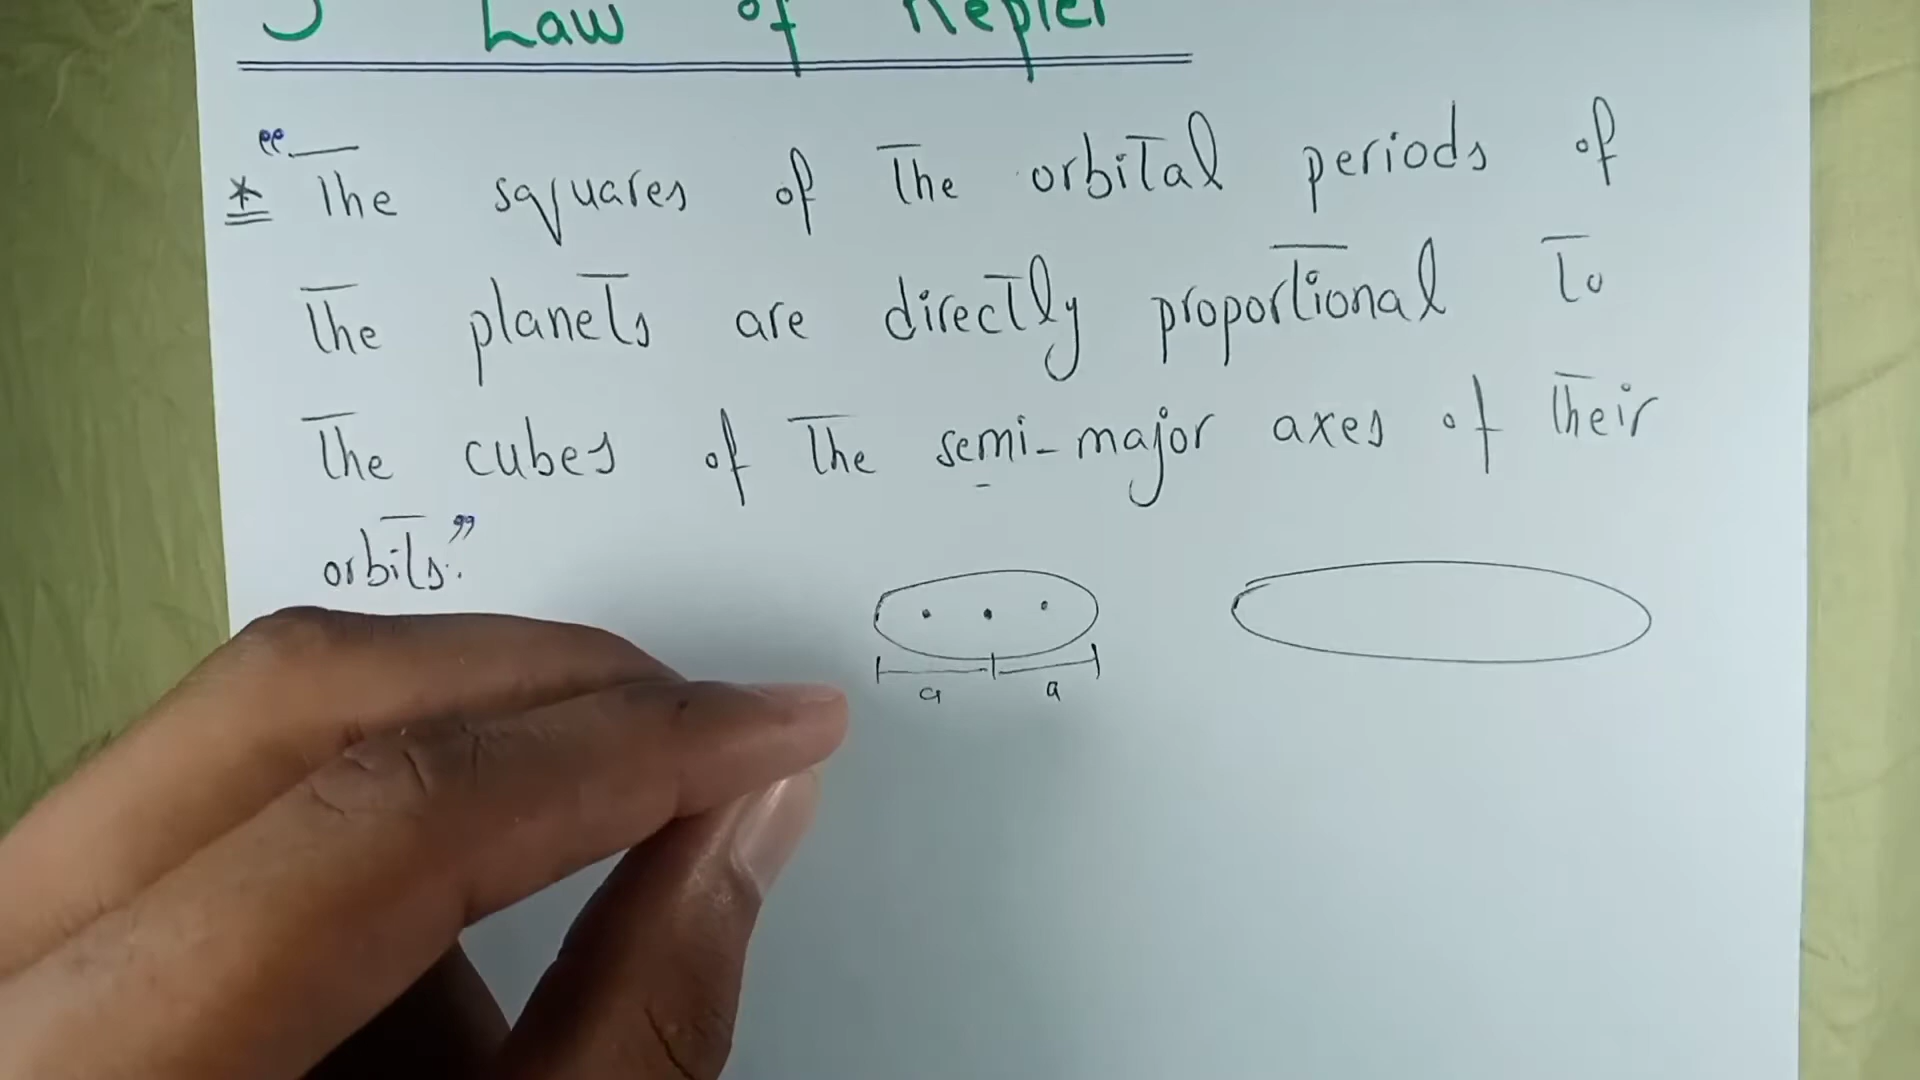 Law of Kepler
* "The squares of The orbital periods of
The planets are directly proportional To
The cubes of The semi-major axes of Their
orbits."
a a